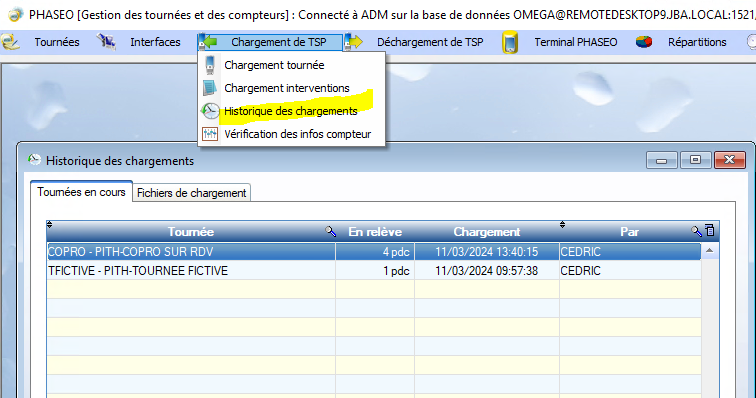 PHASEO [Gestion des tournées et des compteurs] : Connecté à ADM sur la base de données OMEGA@REMOTEDESKTOP9.JBA.LOCAL:1521
Tournées Interfaces Chargement de TSP Déchargement de TSP Terminal PHASEO Répartitions
Chargement tournée
Chargement interventions
Historique des chargements
Vérification des infos compteur
Historique des chargements
Tournées en cours Fichiers de chargement
Tournée En relève Chargement Par
COPRO - PITH-COPRO SUR RDV 4 pdc 11/03/2024 13:40:15 CEDRIC
TFICTIVE - PITH-TOURNEE FICTIVE 1 pdc 11/03/2024 09:57:38 CEDRIC